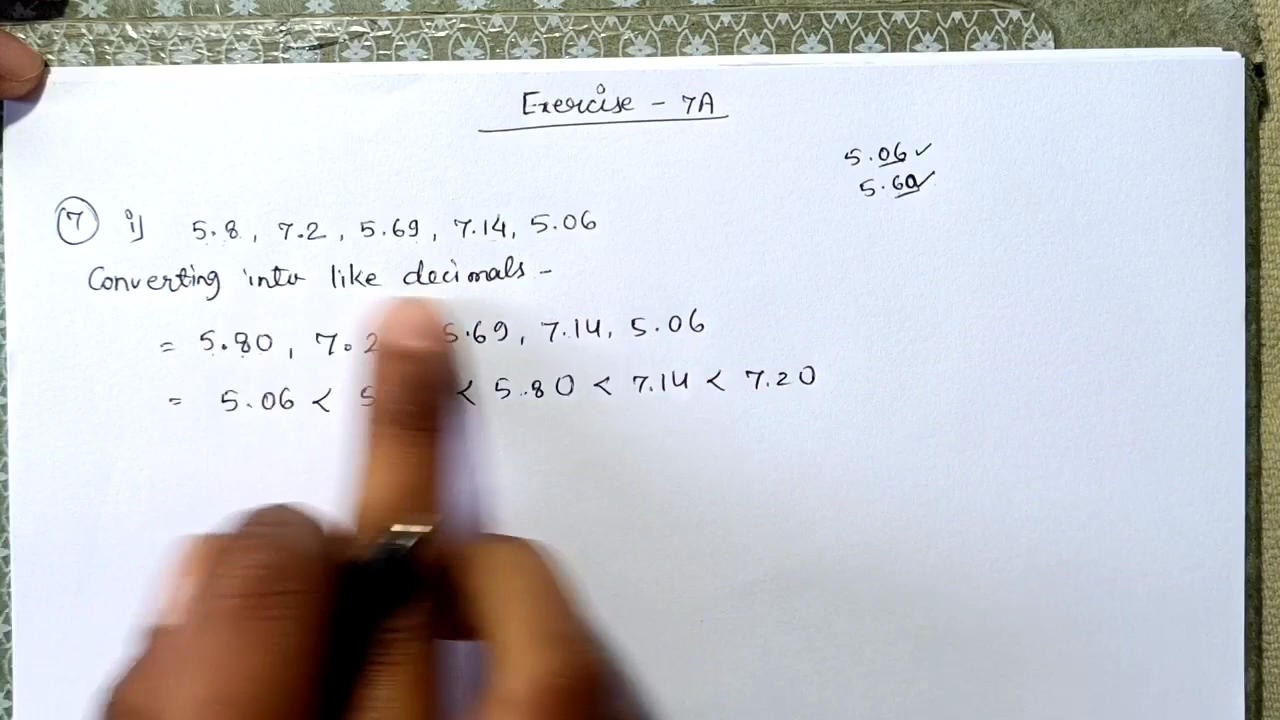 Exercise - 7A
5.06 ✓
5.60 ✓
7 i) 5.8, 7.2, 5.69, 7.14, 5.06
Converting into like decimals -
= 5.80, 7.2 5.69, 7.14, 5.06
= 5.06 < 5 < 5.80 < 7.14 < 7.20